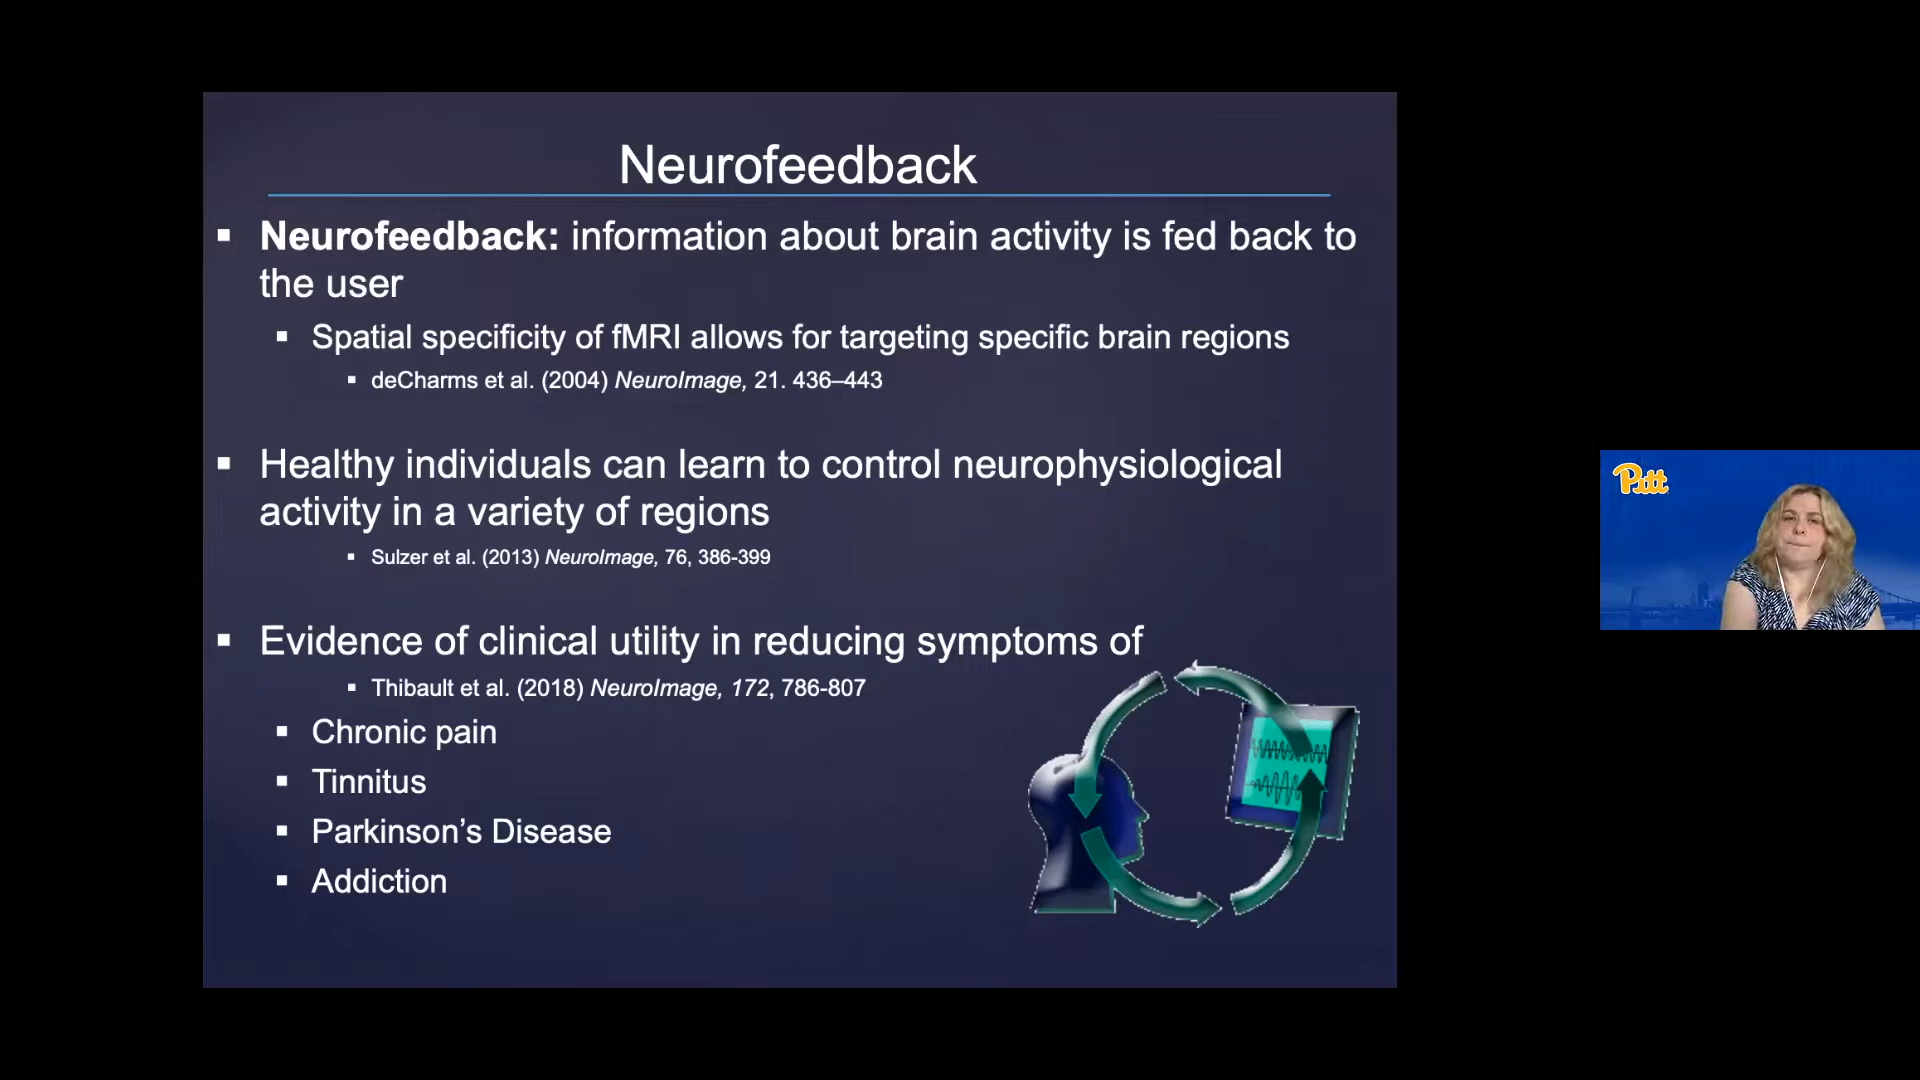 Neurofeedback
▪ Neurofeedback: information about brain activity is fed back to
the user
▪ Spatial specificity of fMRI allows for targeting specific brain regions
▪ deCharms et al. (2004) NeuroImage, 21. 436–443
▪ Healthy individuals can learn to control neurophysiological
activity in a variety of regions
▪ Sulzer et al. (2013) NeuroImage, 76, 386-399
▪ Evidence of clinical utility in reducing symptoms of
▪ Thibault et al. (2018) NeuroImage, 172, 786-807
▪ Chronic pain
▪ Tinnitus
▪ Parkinson’s Disease
▪ Addiction
Pitt